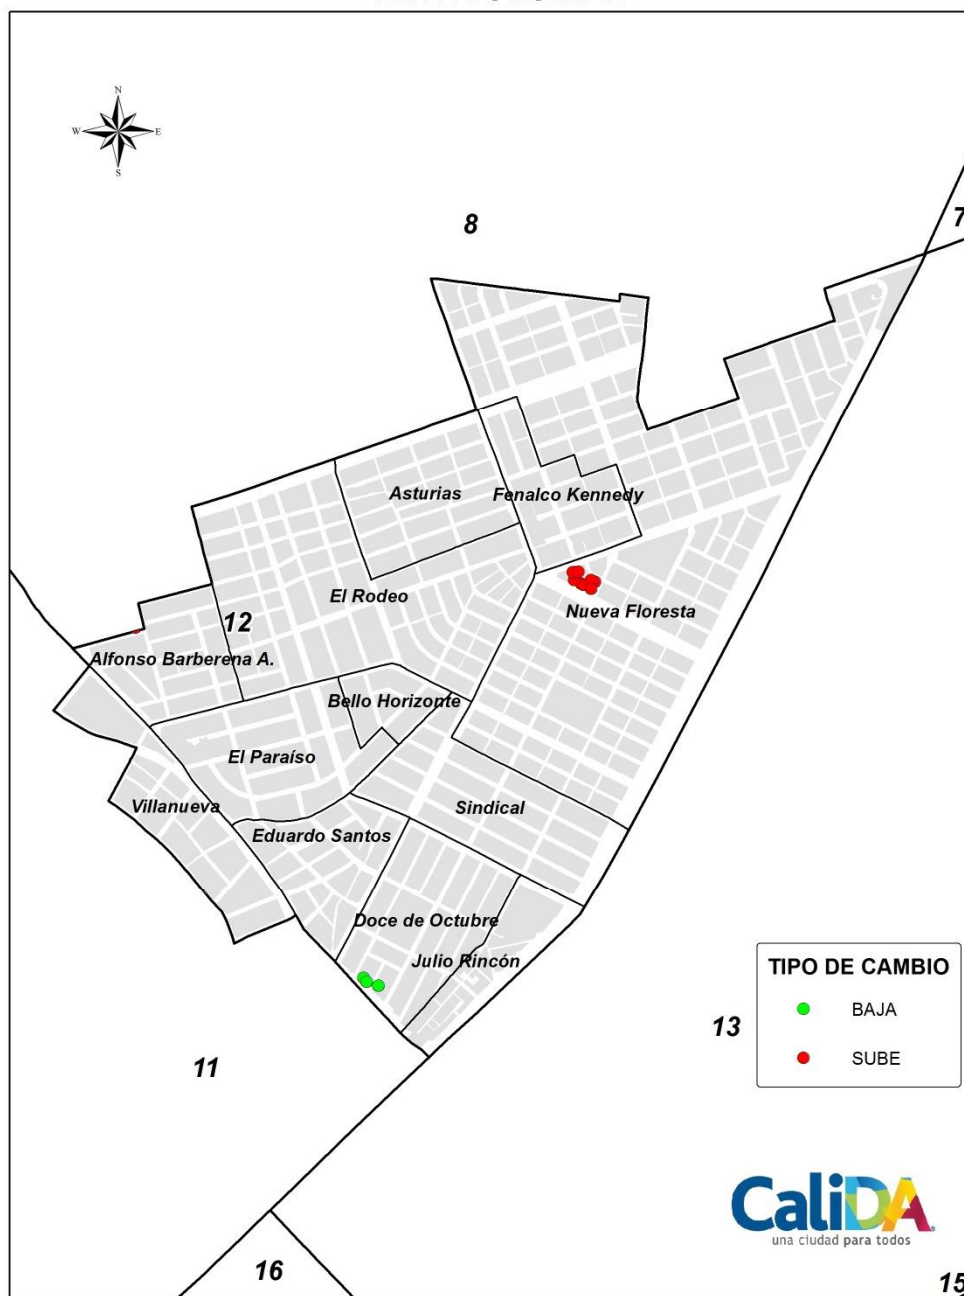 N
W E
S
8
7
Asturias
Fenalco Kennedy
El Rodeo
Nueva Floresta
12
Alfonso Barberena A.
Bello Horizonte
El Paraíso
Villanueva
Sindical
Eduardo Santos
Doce de Octubre
Julio Rincón
TIPO DE CAMBIO
BAJA
SUBE
13
11
CaliDA
una ciudad para todos
16
15